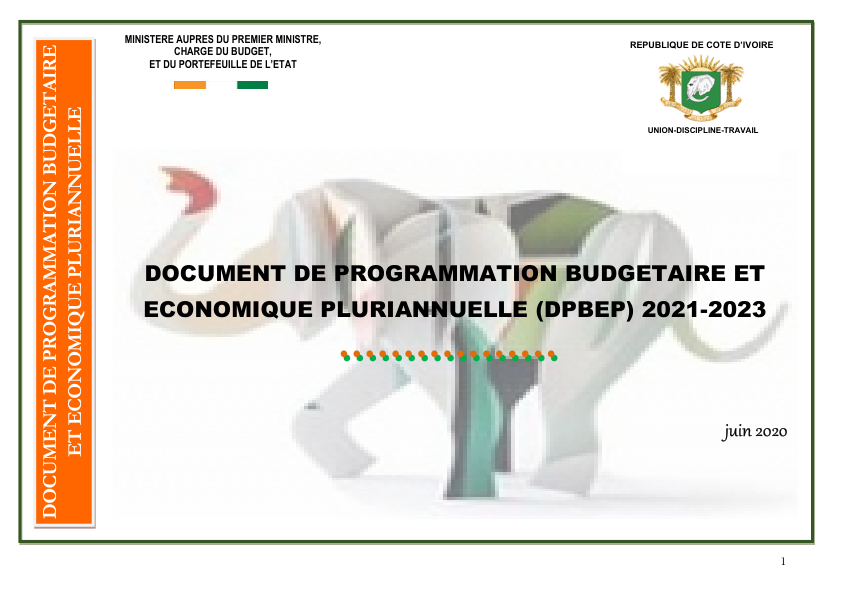 MINISTERE AUPRES DU PREMIER MINISTRE,
CHARGE DU BUDGET,
ET DU PORTEFEUILLE DE L'ETAT
REPUBLIQUE DE COTE D'IVOIRE
UNION-DISCIPLINE-TRAVAIL
DOCUMENT DE PROGRAMMATION BUDGETAIRE
ET ECONOMIQUE PLURIANNUELLE
DOCUMENT DE PROGRAMMATION BUDGETAIRE ET
ECONOMIQUE PLURIANNUELLE (DPBEP) 2021-2023
juin 2020
1